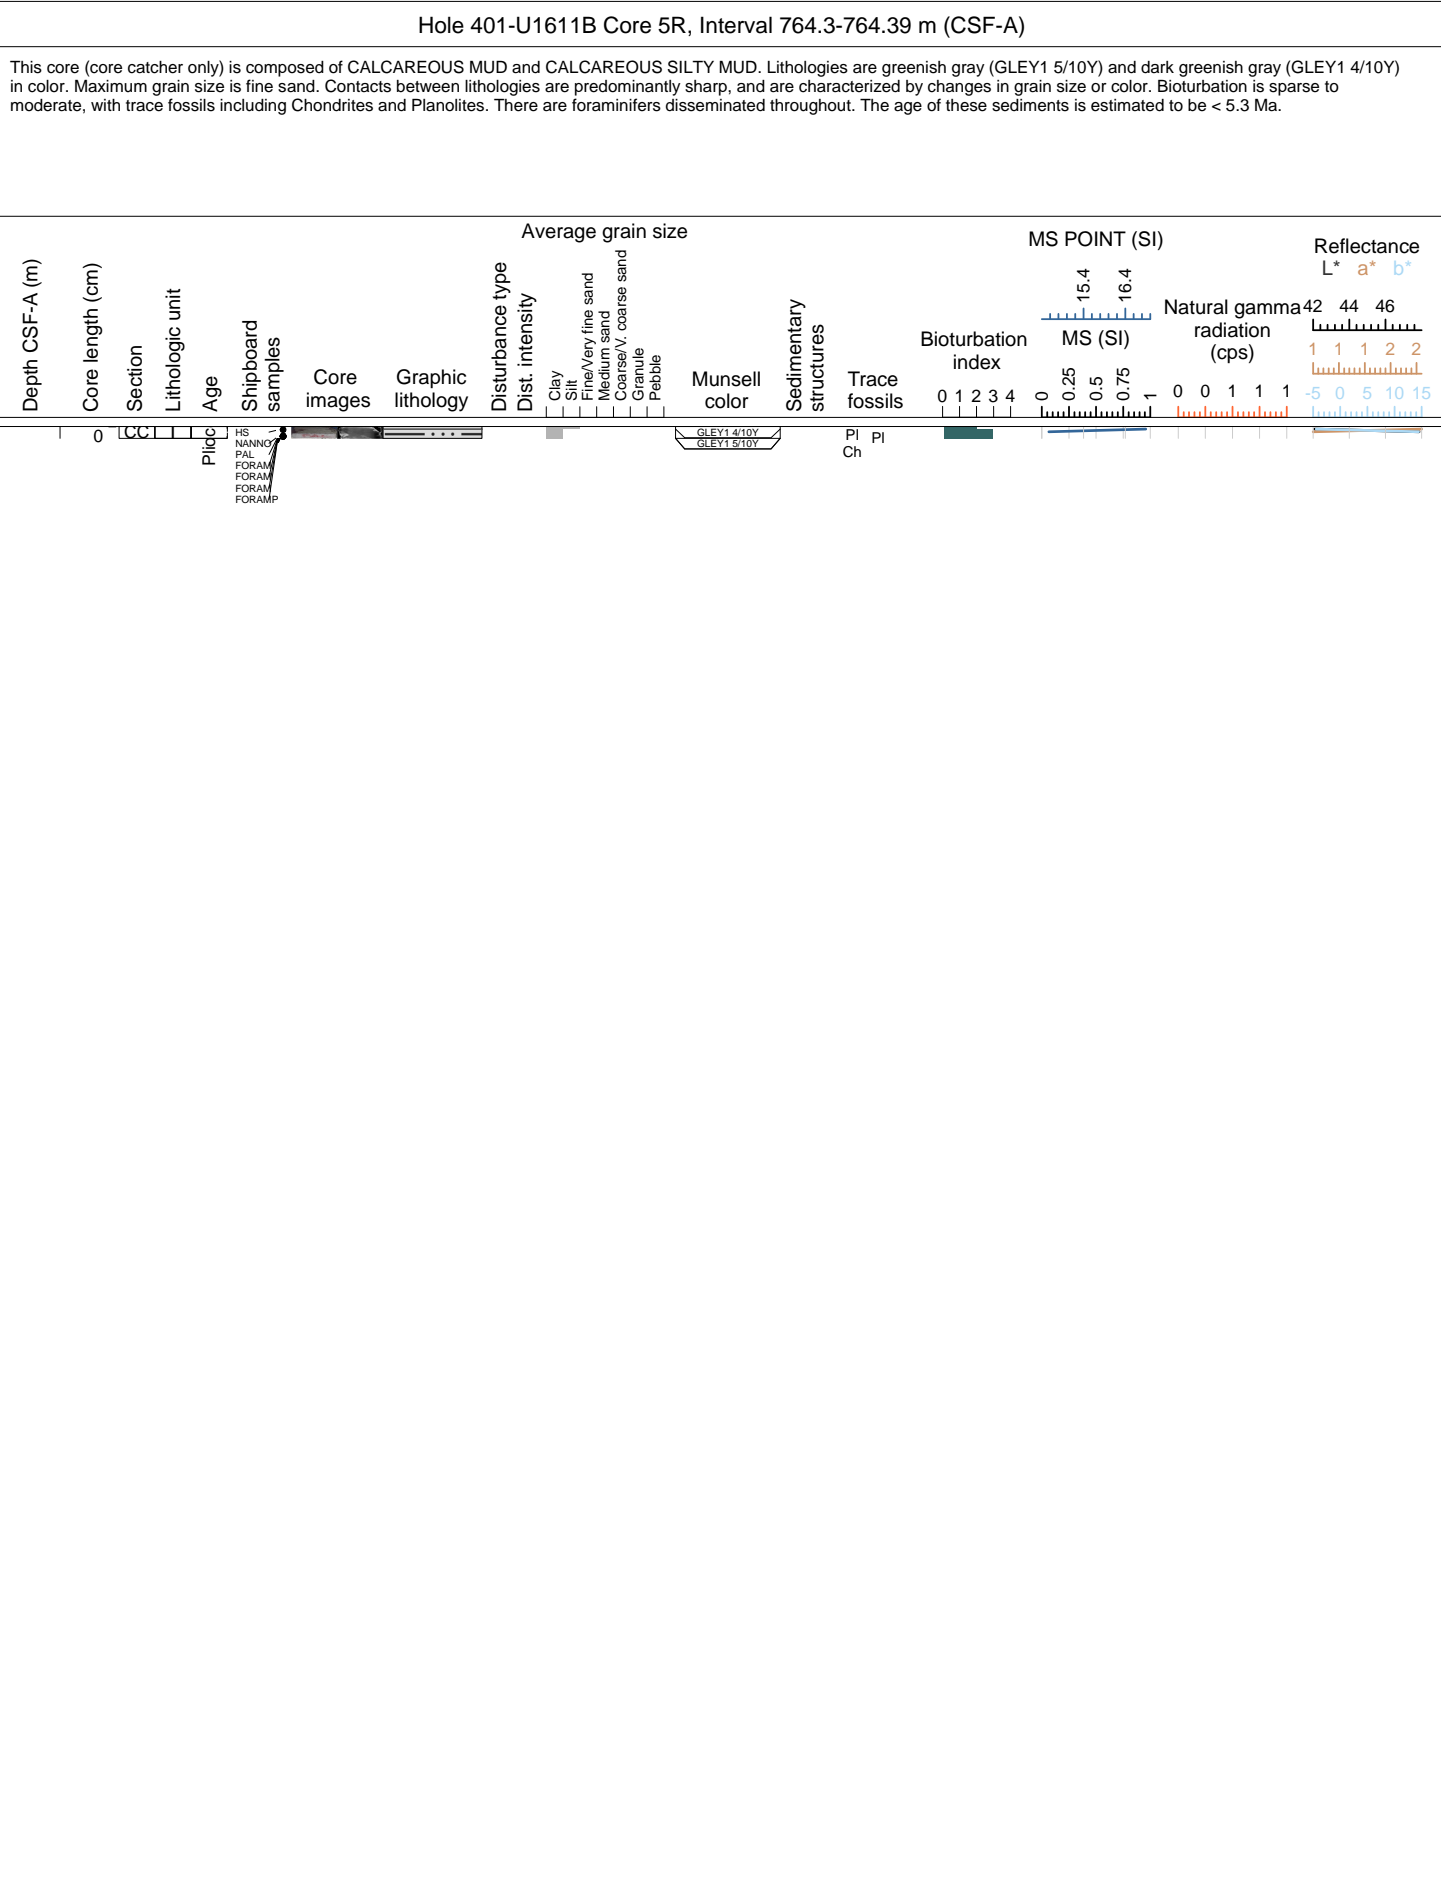 Hole 401-U1611B Core 5R, Interval 764.3-764.39 m (CSF-A)
This core (core catcher only) is composed of CALCAREOUS MUD and CALCAREOUS SILTY MUD. Lithologies are greenish gray (GLEY1 5/10Y) and dark greenish gray (GLEY1 4/10Y)
in color. Maximum grain size is fine sand. Contacts between lithologies are predominantly sharp, and are characterized by changes in grain size or color. Bioturbation is sparse to
moderate, with trace fossils including Chondrites and Planolites. There are foraminifers disseminated throughout. The age of these sediments is estimated to be < 5.3 Ma.
Depth CSF-A (m)
Core length (cm)
Section
Lithologic unit
Age
Shipboard
samples
Core
images
Graphic
lithology
Disturbance type
Dist. intensity
Average grain size
Clay
Silt
Fine/Very fine sand
Medium sand
Coarse/V. coarse sand
Granule
Pebble
Munsell
color
Sedimentary
structures
Trace
fossils
Bioturbation
index
0 1 2 3 4
MS POINT (SI)
15.4 16.4
MS (SI)
0 0.25 0.5 0.75 1
Natural gamma
radiation
(cps)
0 0 1 1 1
Reflectance
L* a* b*
42 44 46
1 1 1 2 2
-5 0 5 10 15
0
CC
Plioc
HS
NANNO
PAL
FORAM
FORAM
FORAM
FORAMP
GLEY1 4/10Y
GLEY1 5/10Y
Pl Pl
Ch